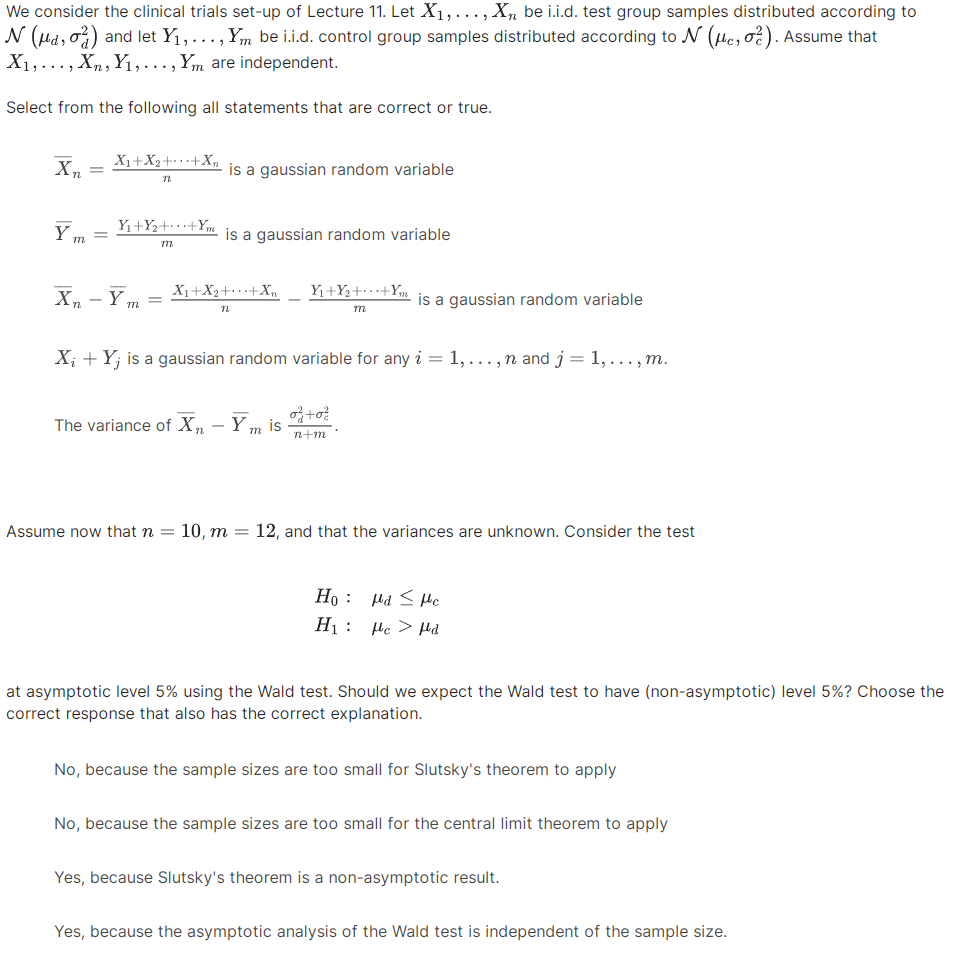 We consider the clinical trials set-up of Lecture 11. Let $X_1, \ldots, X_n$ be i.i.d. test group samples distributed according to
$\mathcal{N}(\mu_d, \sigma_d^2)$ and let $Y_1, \ldots, Y_m$ be i.i.d. control group samples distributed according to $\mathcal{N}(\mu_c, \sigma_c^2)$. Assume that
$X_1, \ldots, X_n, Y_1, \ldots, Y_m$ are independent.
Select from the following all statements that are correct or true.
$\overline{X}_n = \frac{X_1+X_2+\cdots+X_n}{n}$ is a gaussian random variable
$\overline{Y}_m = \frac{Y_1+Y_2+\cdots+Y_m}{m}$ is a gaussian random variable
$\overline{X}_n - \overline{Y}_m = \frac{X_1+X_2+\cdots+X_n}{n} - \frac{Y_1+Y_2+\cdots+Y_m}{m}$ is a gaussian random variable
$X_i + Y_j$ is a gaussian random variable for any $i = 1, \ldots, n$ and $j = 1, \ldots, m$.
The variance of $\overline{X}_n - \overline{Y}_m$ is $\frac{\sigma_d^2+\sigma_c^2}{n+m}$.
Assume now that $n = 10, m = 12$, and that the variances are unknown. Consider the test
$H_0 : \mu_d \leq \mu_c$
$H_1 : \mu_c > \mu_d$
at asymptotic level 5% using the Wald test. Should we expect the Wald test to have (non-asymptotic) level 5%? Choose the
correct response that also has the correct explanation.
No, because the sample sizes are too small for Slutsky's theorem to apply
No, because the sample sizes are too small for the central limit theorem to apply
Yes, because Slutsky's theorem is a non-asymptotic result.
Yes, because the asymptotic analysis of the Wald test is independent of the sample size.